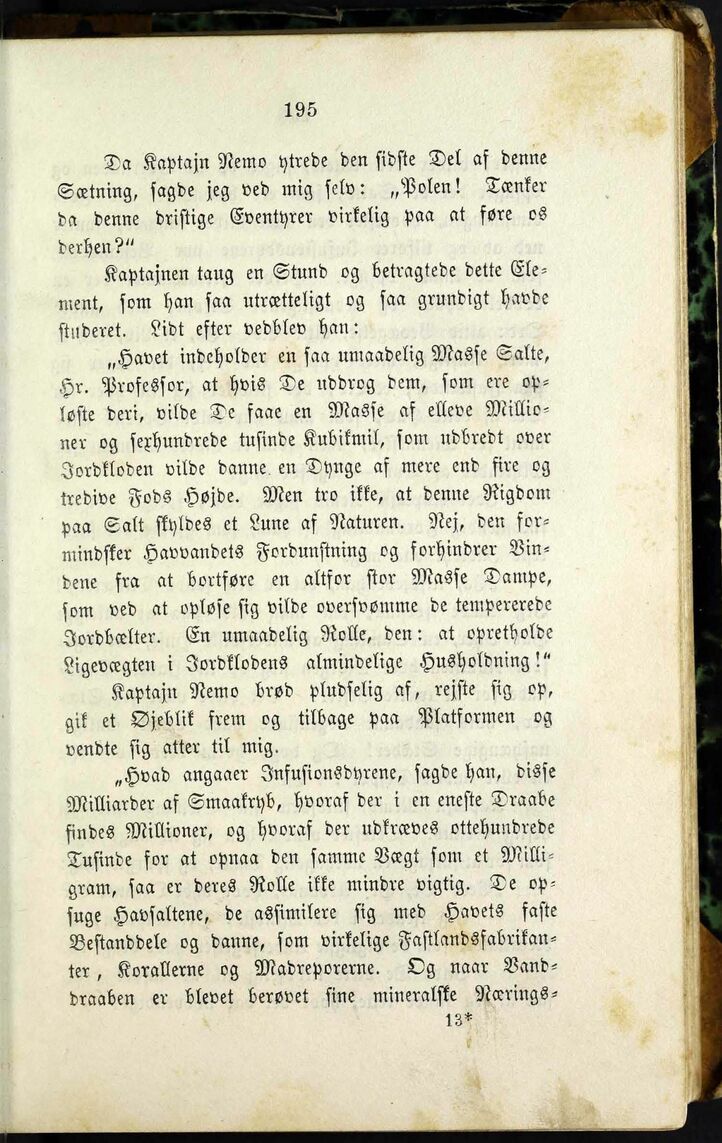 195
Da Kaptajn Nemo ytrede den sidste Del af denne
Sætning, sagde jeg ved mig selv: „Polen! Tænker
da denne dristige Eventyrer virkelig paa at føre os
derhen?"
Kaptajnen taug en Stund og betragtede dette Ele-
ment, som han saa utrætteligt og saa grundigt havde
studeret. Lidt efter vedblev han:
„Havet indeholder en saa umaadelig Masse Salte,
Hr. Professor, at hvis De uddrog dem, som ere op-
løste deri, vilde De faae en Masse af elleve Millio-
ner og sexhundrede tusinde Kubikmil, som udbredt over
Jordkloden vilde danne en Dynge af mere end fire og
tredive Fods Højde. Men tro ikke, at denne Rigdom
paa Salt skyldes et Lune af Naturen. Nej, den for-
mindsker Havvandets Fordunstning og forhindrer Vin-
dene fra at bortføre en altfor stor Masse Dampe,
som ved at opløse sig vilde oversvømme de tempererede
Jordbælter. En umaadelig Rolle, den: at opretholde
Ligevægten i Jordklodens almindelige Husholdning!"
Kaptajn Nemo brød pludselig af, rejste sig op,
gik et Øjeblik frem og tilbage paa Platformen og
vendte sig atter til mig.
„Hvad angaaer Infusionsdyrene, sagde han, disse
Milliarder af Smaakryb, hvoraf der i en eneste Draabe
findes Millioner, og hvoraf der udkræves ottehundrede
Tusinde for at opnaa den samme Vægt som et Milli-
gram, saa er deres Rolle ikke mindre vigtig. De op-
suge Havsaltene, de assimilere sig med Havets faste
Bestanddele og danne, som virkelige Fastlandsfabrikan-
ter, Korallerne og Madreporerne. Og naar Vand-
draaben er blevet berøvet sine mineralske Nærings-
13*